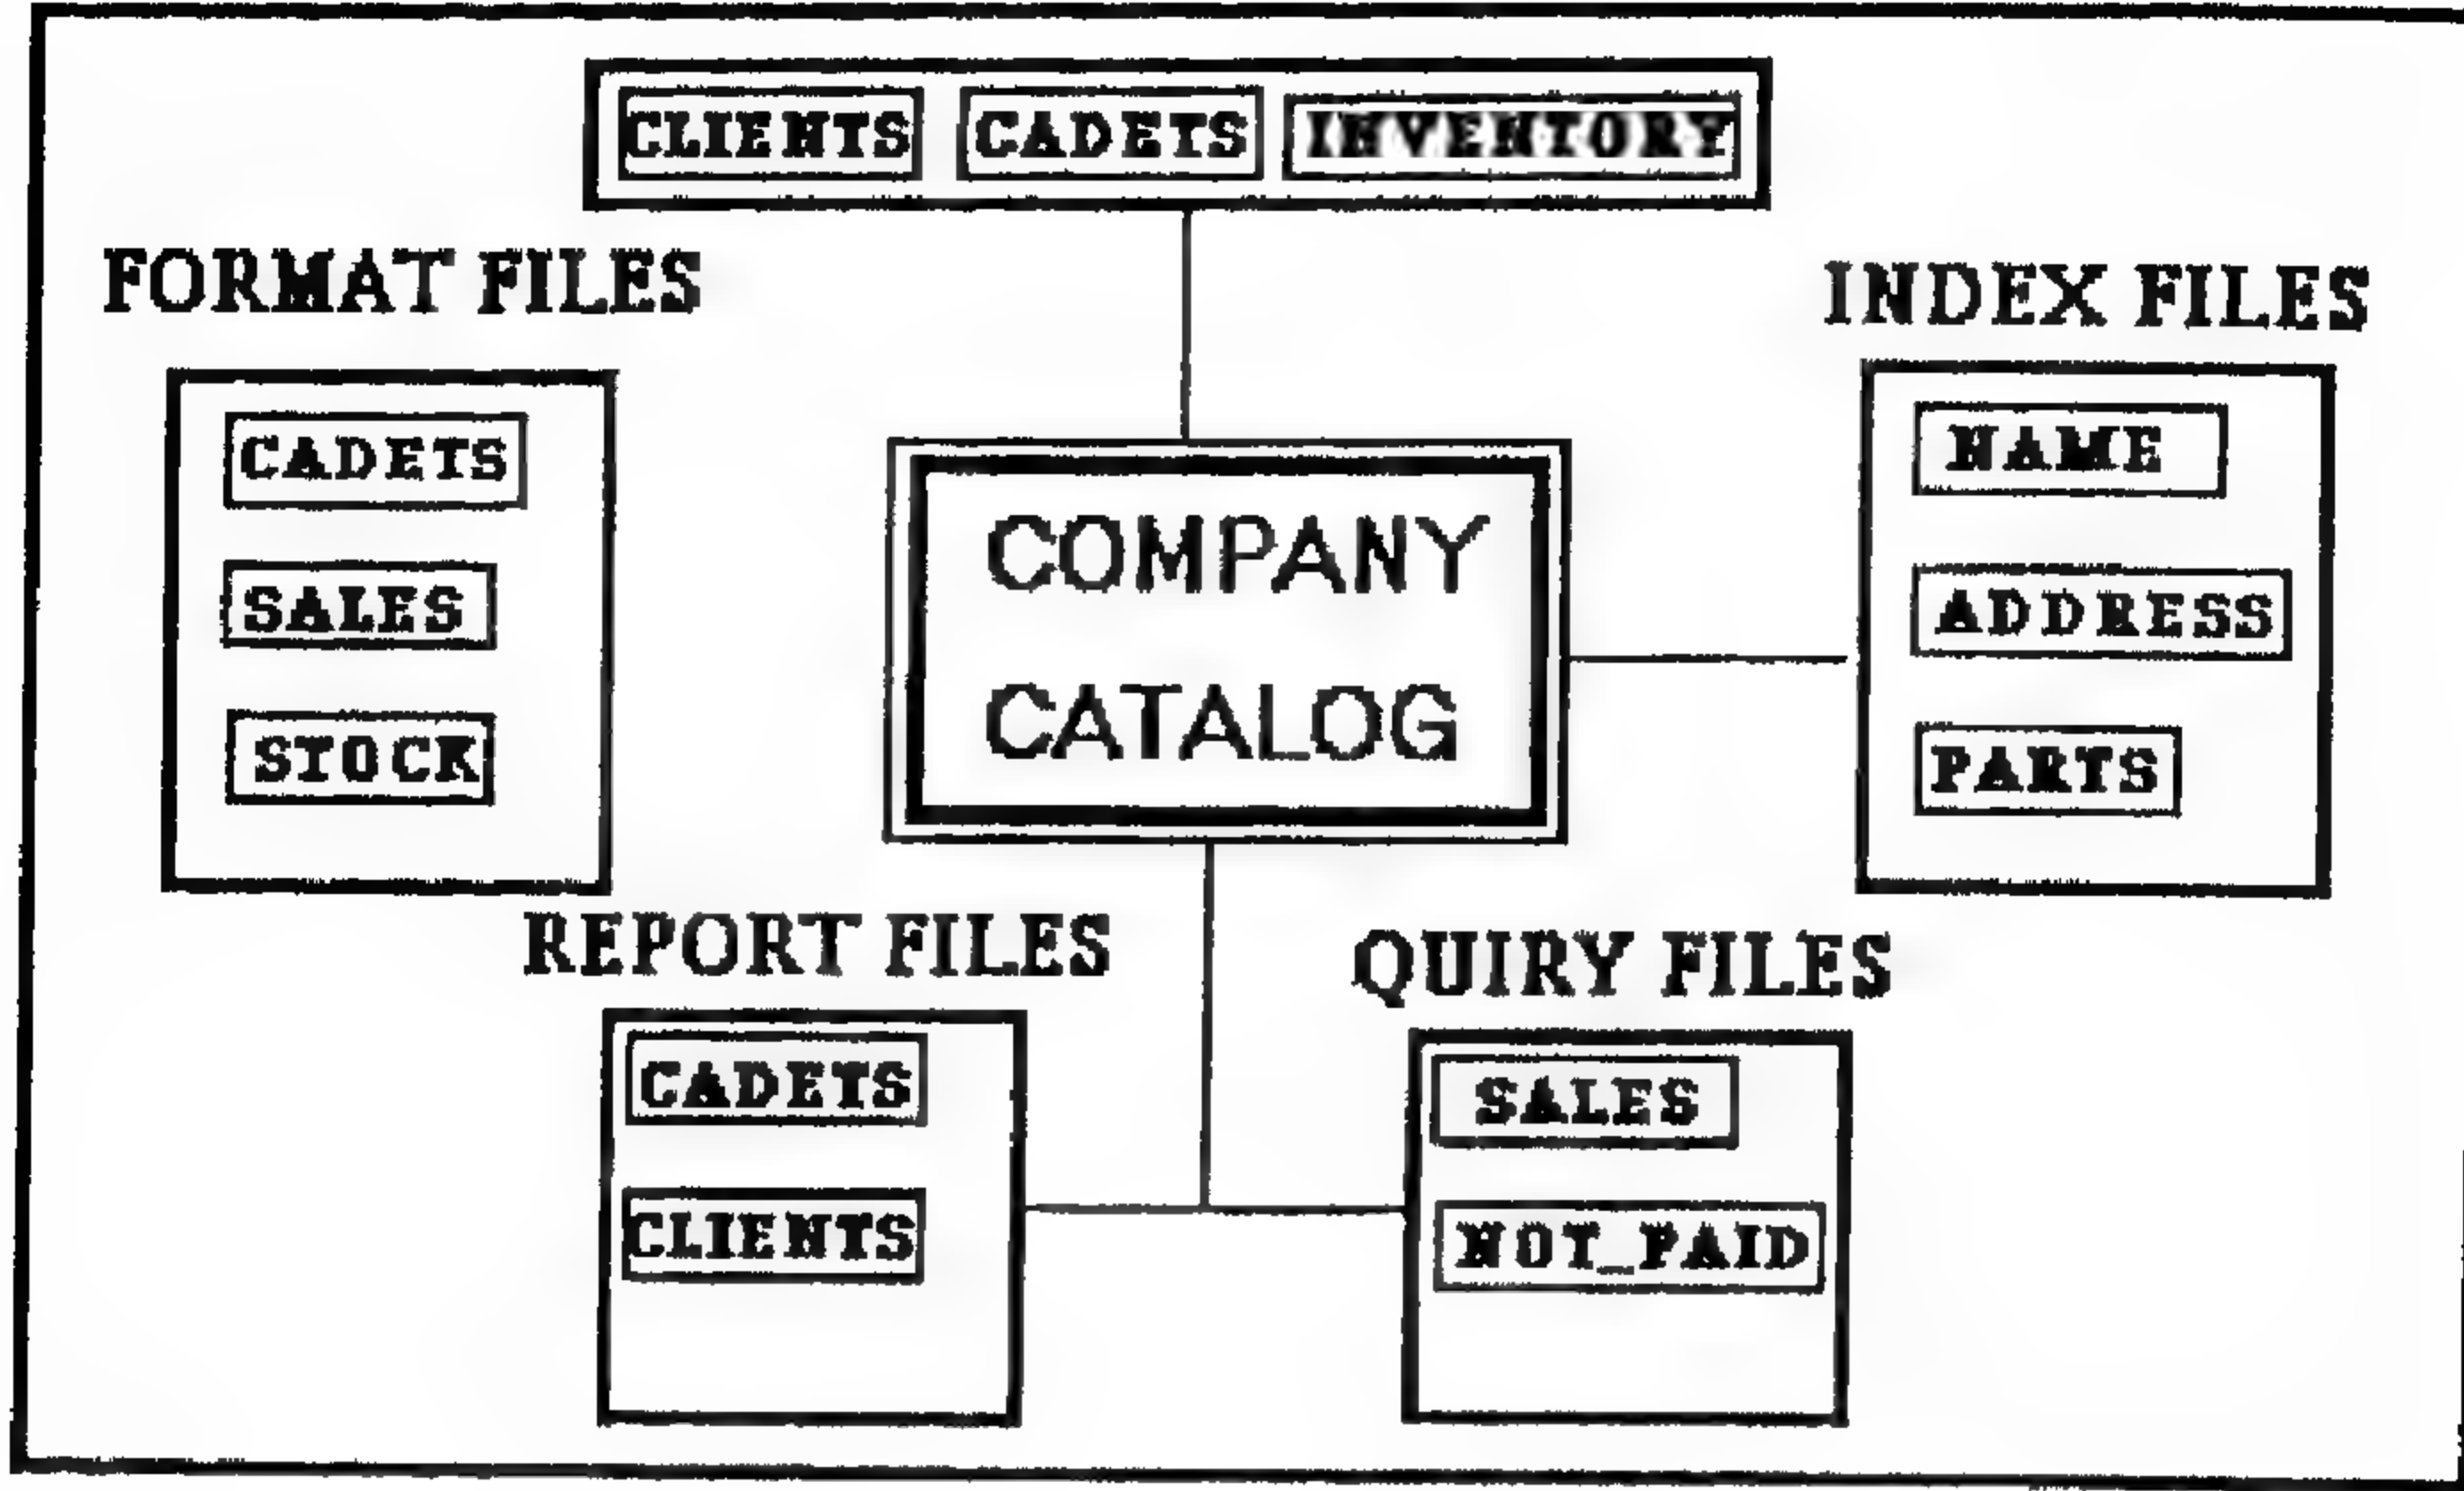 CLIENTS CADETS INVENTORY
FORMAT FILES
CADETS
SALES
STOCK
COMPANY
CATALOG
INDEX FILES
NAME
ADDRESS
PARTS
REPORT FILES
CADETS
CLIENTS
QUIRY FILES
SALES
NOT_PAID